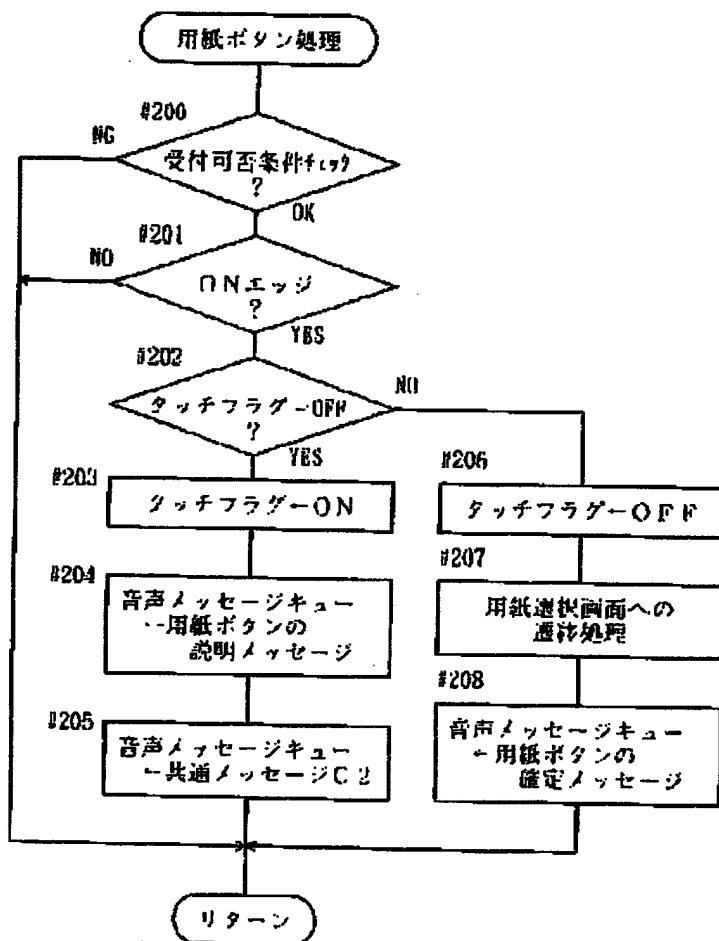 用紙ボタン処理
#200
NG
受付可否条件チェック
?
OK
#201
NO
ONエッジ
?
YES
#202
NO
タッチフラグ←OFF
?
YES
#203
タッチフラグ←ON
#206
タッチフラグ←OFF
#204
音声メッセージキュー
←用紙ボタンの
説明メッセージ
#207
用紙選択画面への
遷移処理
#205
音声メッセージキュー
←共通メッセージC2
#208
音声メッセージキュー
←用紙ボタンの
確定メッセージ
リターン